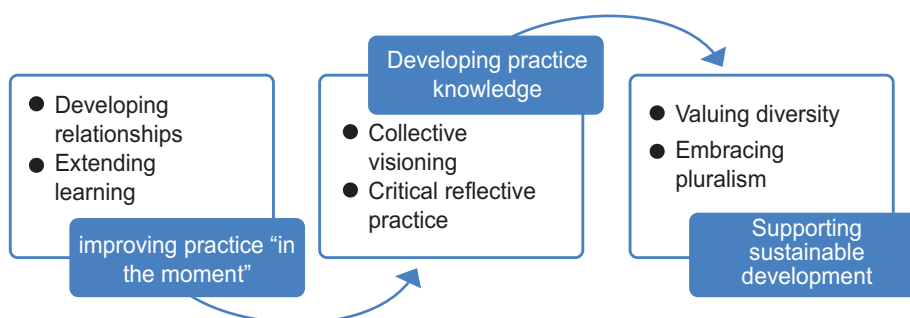 ● Developing
relationships
● Extending
learning
improving practice “in
the moment”
Developing practice
knowledge
● Collective
visioning
● Critical reflective
practice
● Valuing diversity
● Embracing
pluralism
Supporting
sustainable
development